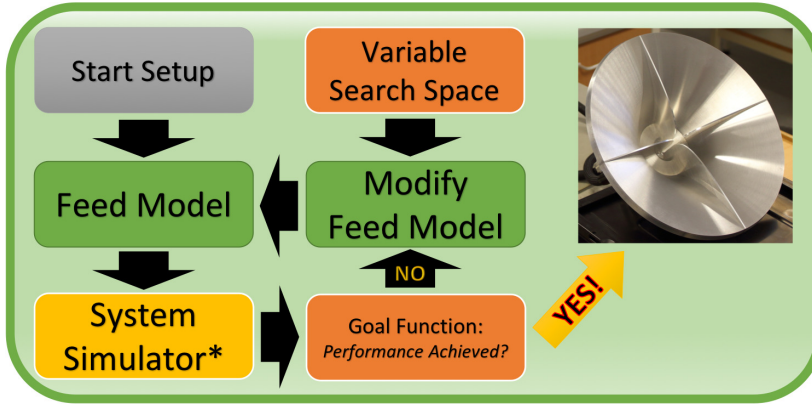 Start Setup
Variable
Search Space
Feed Model
Modify
Feed Model
NO
System
Simulator*
Goal Function:
Performance Achieved?
YES!